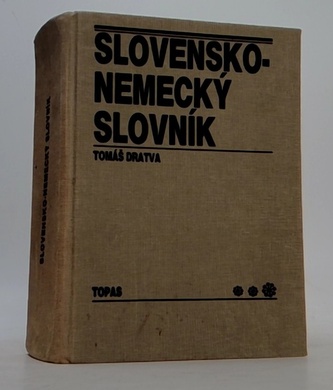 SLOVENSKO-
NEMECKÝ
SLOVNÍK
TOMÁŠ DRATVA
TOPAS
SLOVENSKO-NEMECKÝ SLOVNÍK